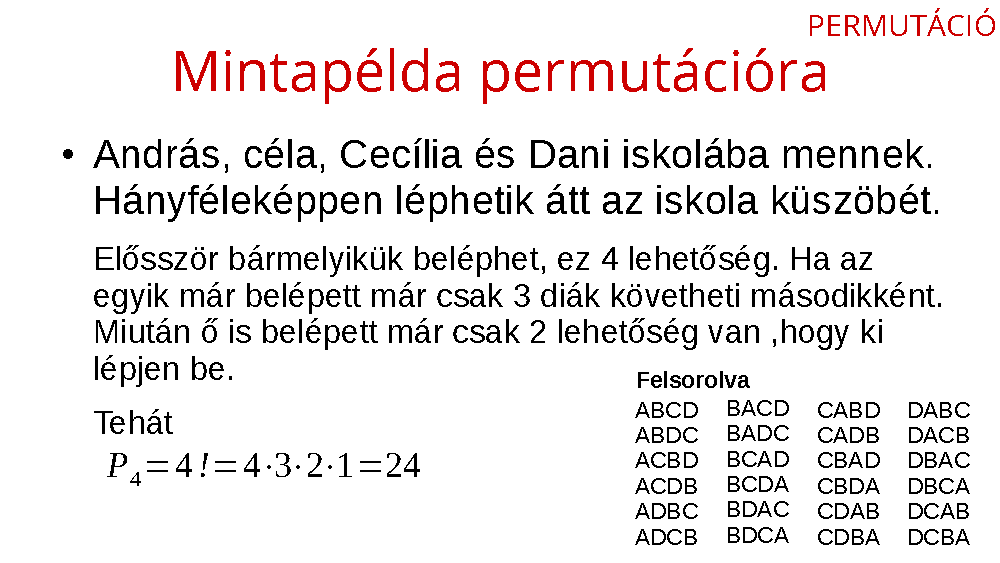 PERMUTÁCIÓ
Mintapélda permutációra
• András, céla, Cecília és Dani iskolába mennek.
Hányféleképpen léphetik átt az iskola küszöbét.
Elősször bármelyikük beléphet, ez 4 lehetőség. Ha az
egyik már belépett már csak 3 diák követheti másodikként.
Miután ő is belépett már csak 2 lehetőség van ,hogy ki
lépjen be.
Tehát
P₄=4!=4·3·2·1=24
Felsorolva
ABCD BACD CABD DABC
ABDC BADC CADB DACB
ACBD BCAD CBAD DBAC
ACDB BCDA CBDA DBCA
ADBC BDAC CDAB DCAB
ADCB BDCA CDBA DCBA